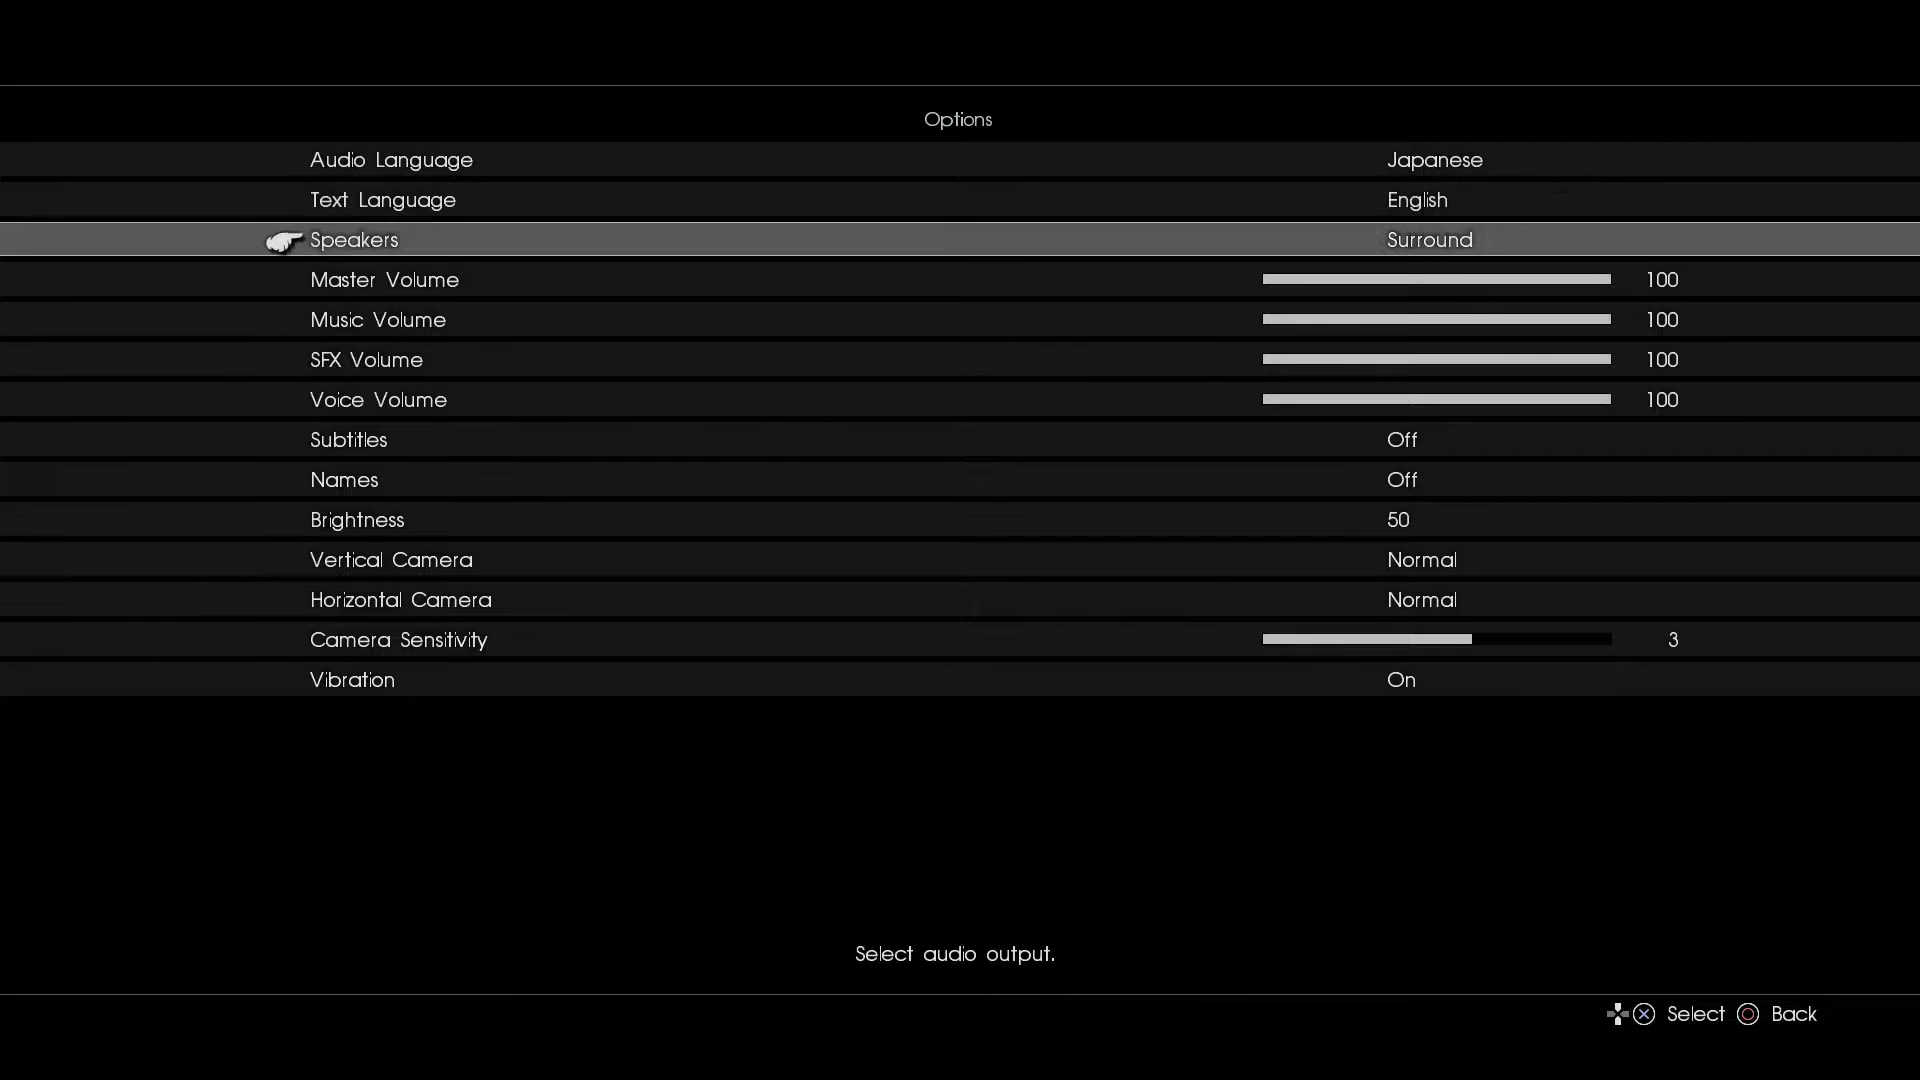 Options
Audio Language Japanese
Text Language English
Speakers Surround
Master Volume 100
Music Volume 100
SFX Volume 100
Voice Volume 100
Subtitles Off
Names Off
Brightness 50
Vertical Camera Normal
Horizontal Camera Normal
Camera Sensitivity 3
Vibration On
Select audio output.
Select Back